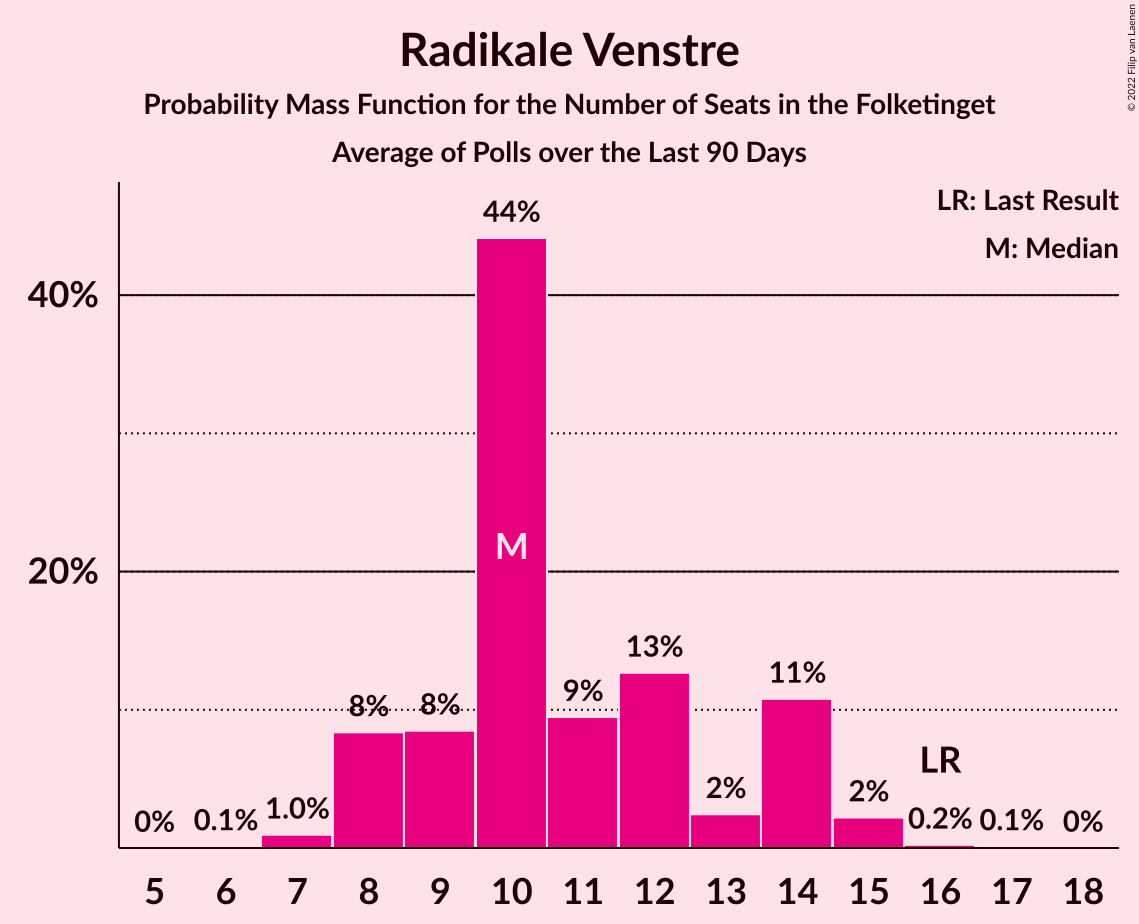 Radikale Venstre
Probability Mass Function for the Number of Seats in the Folketinget
Average of Polls over the Last 90 Days
© 2022 Filip van Laenen
LR: Last Result
M: Median
40%
20%
0%
0.1%
1.0%
8%
8%
44%
M
9%
13%
2%
11%
2%
LR
0.2%
0.1%
0%
5 6 7 8 9 10 11 12 13 14 15 16 17 18